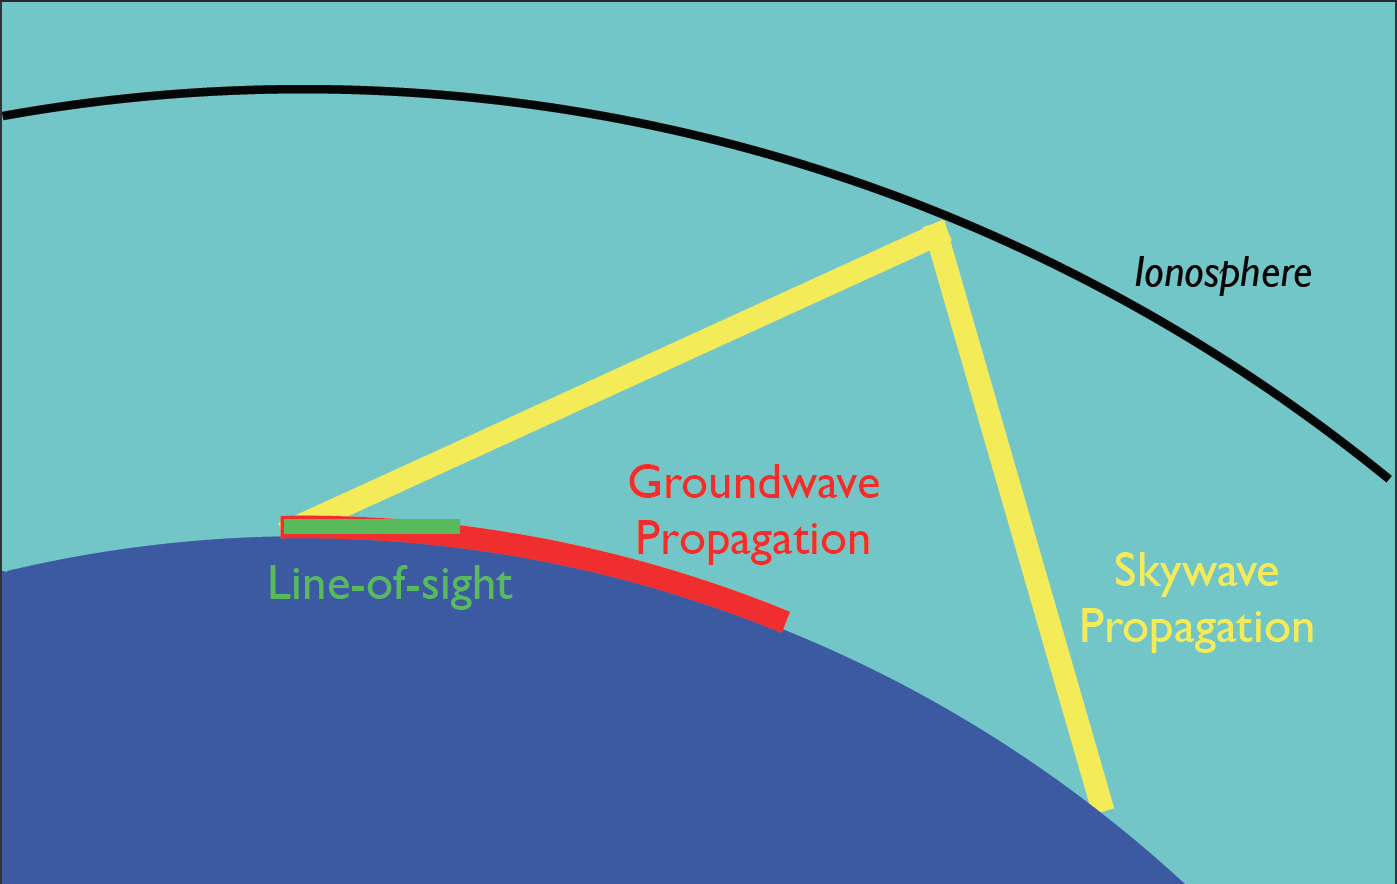 Ionosphere
Groundwave
Propagation
Line-of-sight
Skywave
Propagation